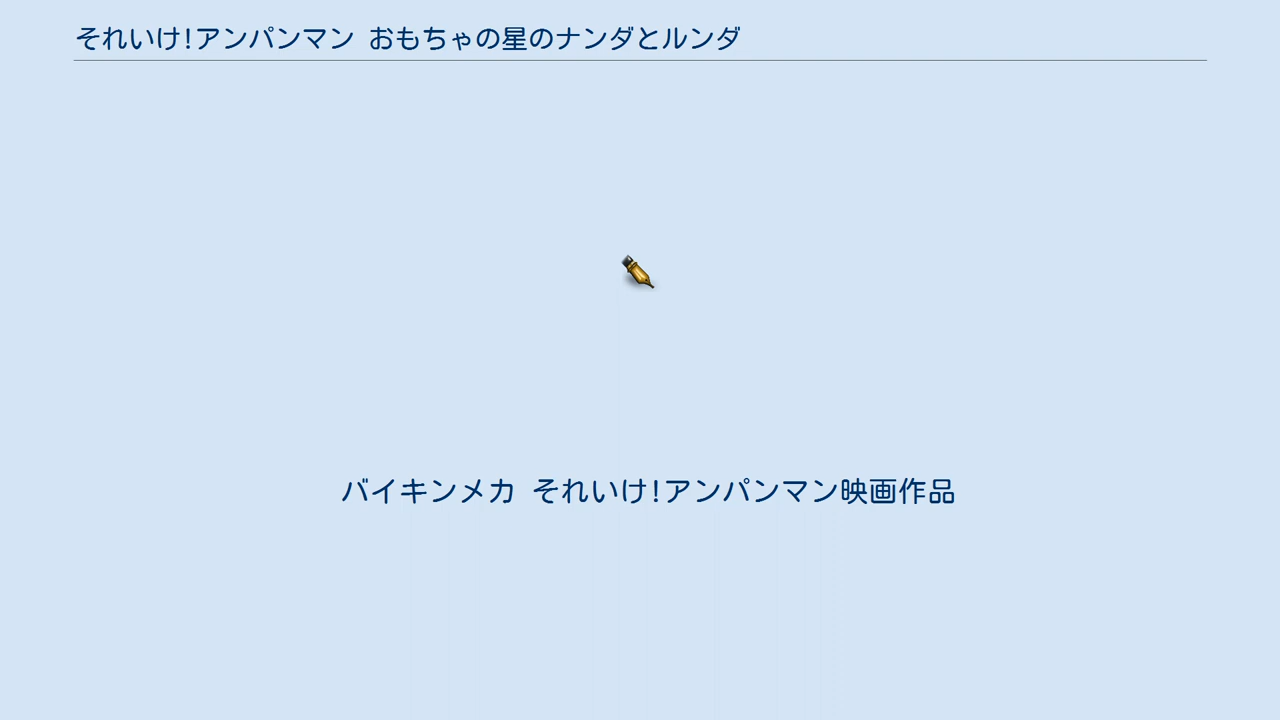 それいけ!アンパンマン おもちゃの星のナンダとルンダ
バイキンメカ それいけ!アンパンマン映画作品